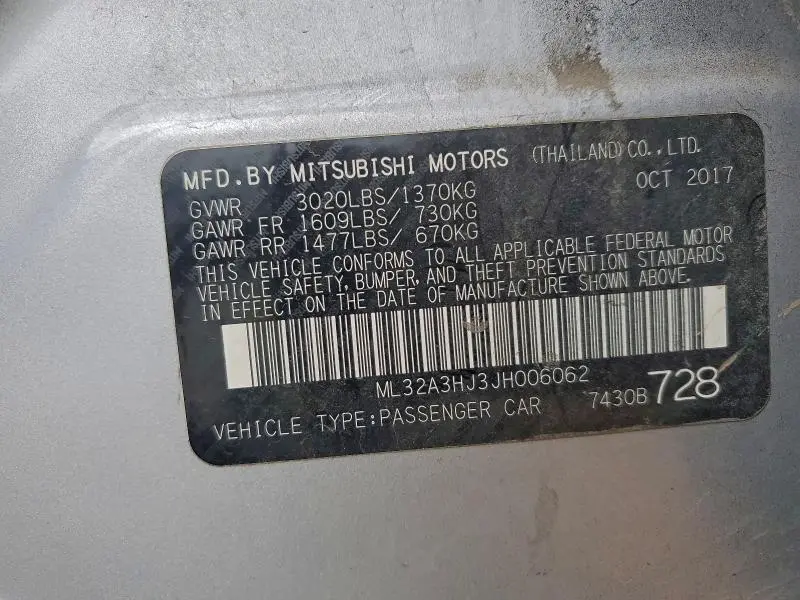 MFD.BY MITSUBISHI MOTORS (THAILAND)CO.,LTD.
GVWR 3020LBS/1370KG OCT 2017
GAWR FR 1609LBS/ 730KG
GAWR RR 1477LBS/ 670KG
THIS VEHICLE CONFORMS TO ALL APPLICABLE FEDERAL MOTOR
VEHICLE SAFETY, BUMPER, AND THEFT PREVENTION STANDARDS
IN EFFECT ON THE DATE OF MANUFACTURE SHOWN ABOVE.
ML32A3HJ3JH006062
VEHICLE TYPE:PASSENGER CAR 7430B 728